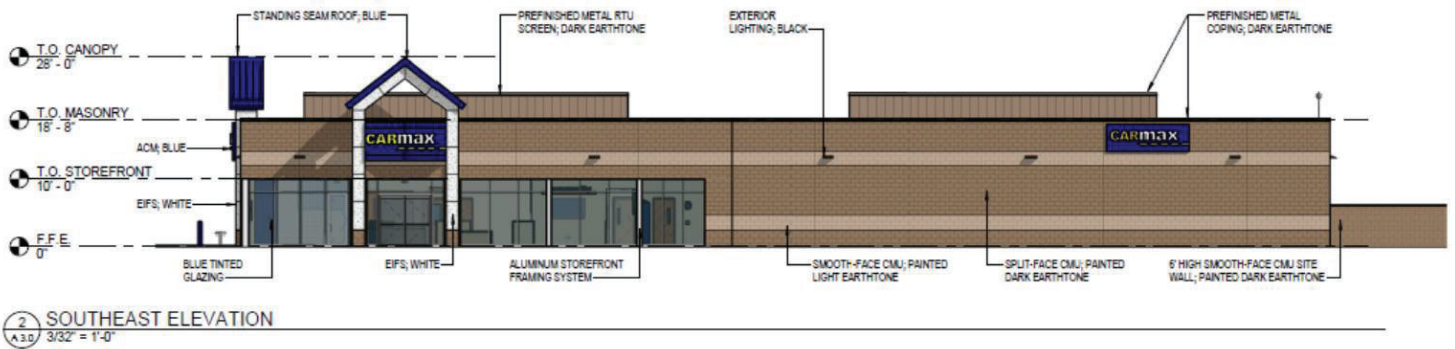 STANDING SEAM ROOF; BLUE
PREFINISHED METAL RTU
SCREEN; DARK EARTHTONE
EXTERIOR
LIGHTING; BLACK
PREFINISHED METAL
COPING; DARK EARTHTONE
T.O. CANOPY
28' - 0"
T.O. MASONRY
18' - 8"
ACM; BLUE
CARMAX
CARMAX
T.O. STOREFRONT
10' - 0"
EIFS; WHITE
F.F.E.
0"
BLUE TINTED
GLAZING
EIFS; WHITE
ALUMINUM STOREFRONT
FRAMING SYSTEM
SMOOTH-FACE CMU; PAINTED
LIGHT EARTHTONE
SPLIT-FACE CMU; PAINTED
DARK EARTHTONE
6' HIGH SMOOTH-FACE CMU SITE
WALL; PAINTED DARK EARTHTONE
2
A3.0
SOUTHEAST ELEVATION
3/32" = 1'-0"